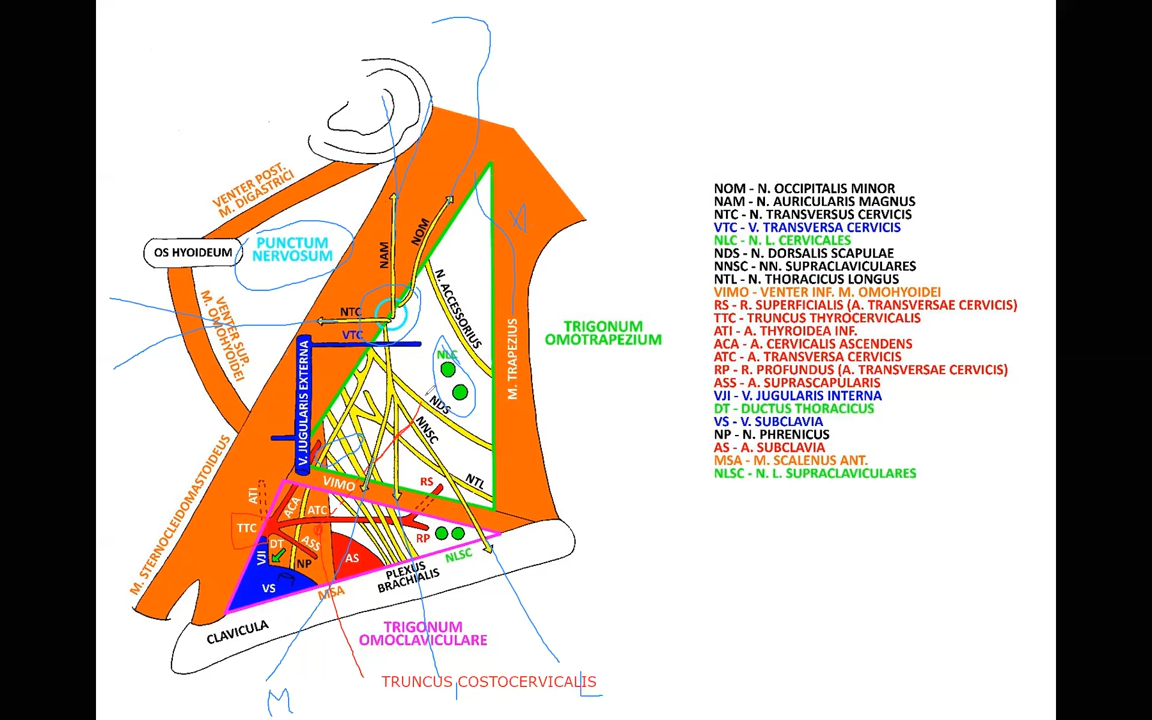 VENTER POST.
M. DIGASTRICI
OS HYOIDEUM
PUNCTUM
NERVOSUM
VENTER SUP.
M. OMOHYOIDEI
NAM
NOM
N. ACCESSORIUS
NTC
VTC
V. JUGULARIS EXTERNA
NLC
NDS
NNSC
NTL
M. TRAPEZIUS
TRIGONUM
OMOTRAPEZIUM
M. STERNOCLEIDOMASTOIDEUS
VIMO
ATI
ACA
ATC
RS
TTC
DT
ASS
RP
VJI
NP
AS
NLSC
VS
MSA
PLEXUS
BRACHIALIS
CLAVICULA
TRIGONUM
OMOCLAVICULARE
TRUNCUS COSTOCERVICALIS
M
I
L
XI
NOM - N. OCCIPITALIS MINOR
NAM - N. AURICULARIS MAGNUS
NTC - N. TRANSVERSUS CERVICIS
VTC - V. TRANSVERSA CERVICIS
NLC - N. L. CERVICALES
NDS - N. DORSALIS SCAPULAE
NNSC - NN. SUPRACLAVICULARES
NTL - N. THORACICUS LONGUS
VIMO - VENTER INF. M. OMOHYOIDEI
RS - R. SUPERFICIALIS (A. TRANSVERSAE CERVICIS)
TTC - TRUNCUS THYROCERVICALIS
ATI - A. THYROIDEA INF.
ACA - A. CERVICALIS ASCENDENS
ATC - A. TRANSVERSA CERVICIS
RP - R. PROFUNDUS (A. TRANSVERSAE CERVICIS)
ASS - A. SUPRASCAPULARIS
VJI - V. JUGULARIS INTERNA
DT - DUCTUS THORACICUS
VS - V. SUBCLAVIA
NP - N. PHRENICUS
AS - A. SUBCLAVIA
MSA - M. SCALENUS ANT.
NLSC - N. L. SUPRACLAVICULARES